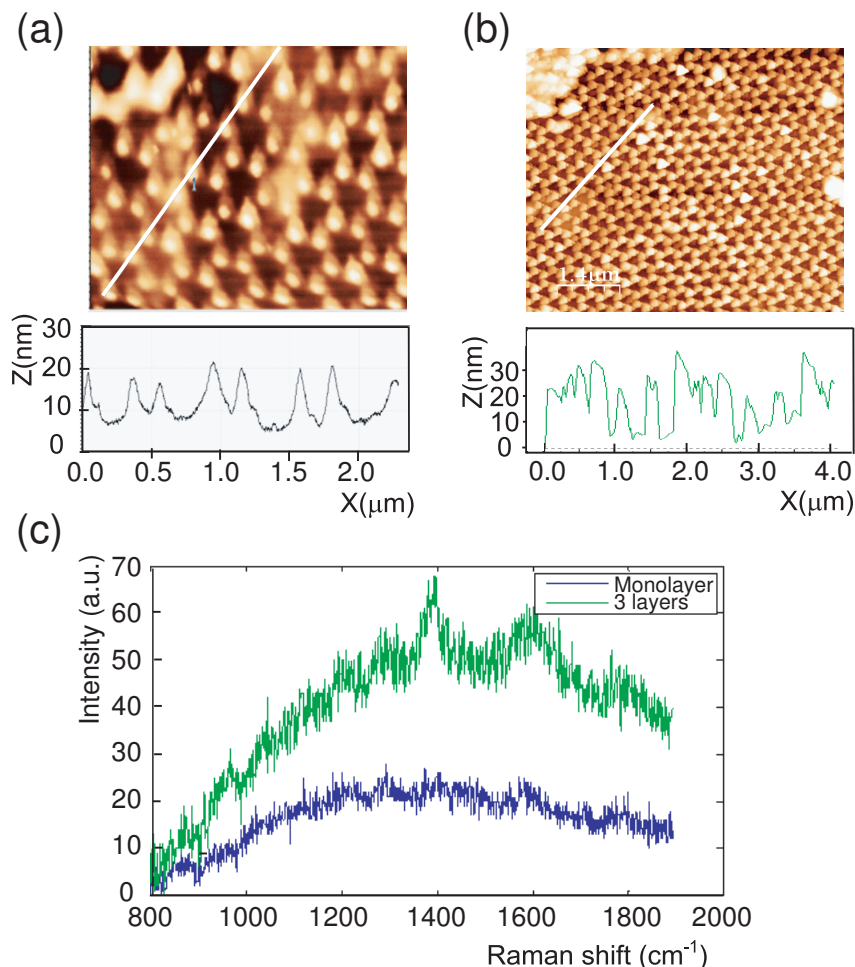 (a)
(b)
1
1.4μm
Z(nm)
30
20
10
0
0.0 0.5 1.0 1.5 2.0
X(μm)
Z(nm)
30
20
10
0
0.0 1.0 2.0 3.0 4.0
X(μm)
(c)
Intensity (a.u.)
70
60
50
40
30
20
10
0
Monolayer
3 layers
800 1000 1200 1400 1600 1800 2000
Raman shift (cm⁻¹)